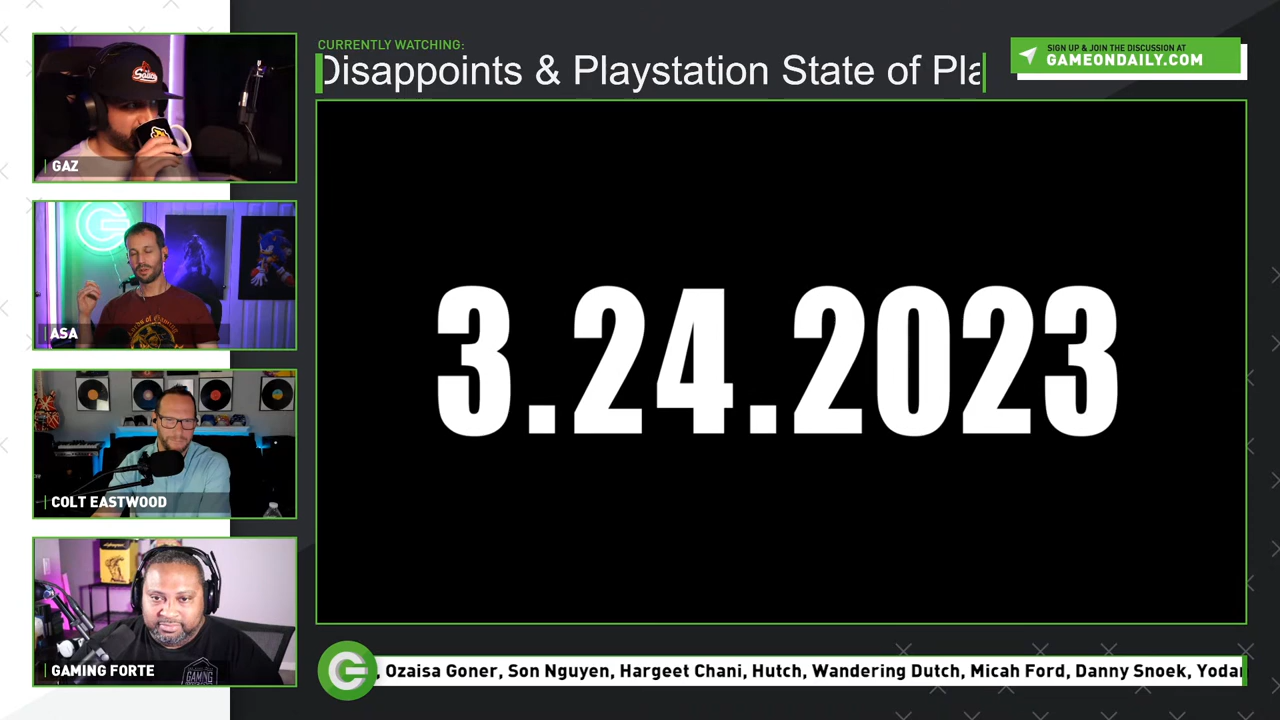 CURRENTLY WATCHING:
Disappoints & Playstation State of Pla
SIGN UP & JOIN THE DISCUSSION AT
GAMEONDAILY.COM
GAZ
ASA
COLT EASTWOOD
GAMING FORTE
3.24.2023
, Ozaisa Goner, Son Nguyen, Hargeet Chani, Hutch, Wandering Dutch, Micah Ford, Danny Snoek, Yodar